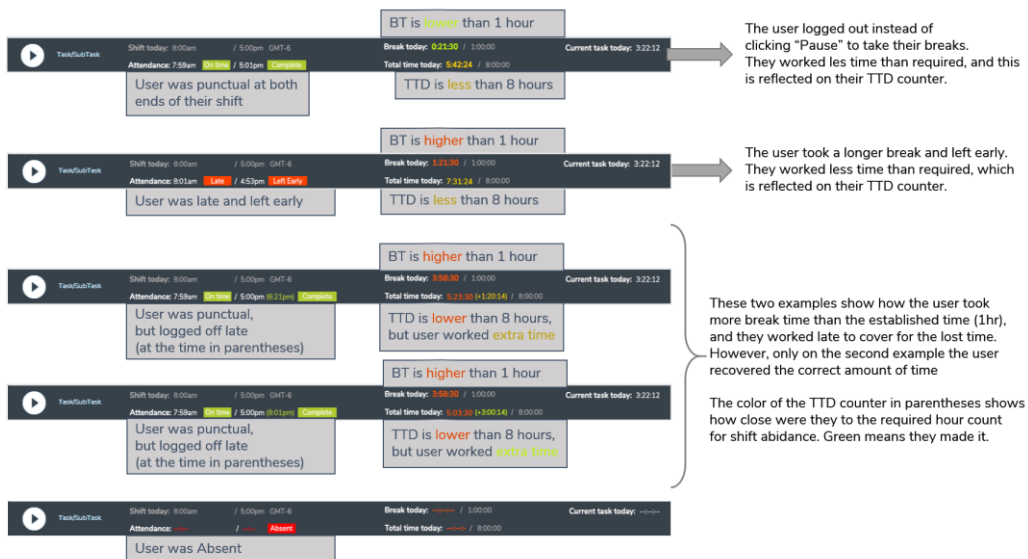 BT is lower than 1 hour
Task/SubTask
Shift today: 8:00am / 5:00pm GMT-6
Break today: 0:21:30 / 1:00:00
Current task today: 3:22:12
Attendance: 7:59am On time / 5:01pm Complete
Total time today: 5:42:24 / 8:00:00
User was punctual at both
ends of their shift
TTD is less than 8 hours
The user logged out instead of
clicking “Pause” to take their breaks.
They worked les time than required, and this
is reflected on their TTD counter.
BT is higher than 1 hour
Task/SubTask
Shift today: 8:00am / 5:00pm GMT-6
Break today: 1:21:30 / 1:00:00
Current task today: 3:22:12
Attendance: 8:01am Late / 4:53pm Left Early
Total time today: 7:31:24 / 8:00:00
User was late and left early
TTD is less than 8 hours
The user took a longer break and left early.
They worked less time than required, which
is reflected on their TTD counter.
BT is higher than 1 hour
Task/SubTask
Shift today: 8:00am / 5:00pm GMT-6
Break today: 3:58:30 / 1:00:00
Current task today: 3:22:12
Attendance: 7:59am On time / 5:00pm (6:21pm) Complete
Total time today: 5:23:30 (+1:20:14) / 8:00:00
User was punctual,
but logged off late
(at the time in parentheses)
TTD is lower than 8 hours,
but user worked extra time
BT is higher than 1 hour
Task/SubTask
Shift today: 8:00am / 5:00pm GMT-6
Break today: 3:58:30 / 1:00:00
Current task today: 3:22:12
Attendance: 7:59am On time / 5:00pm (8:01pm) Complete
Total time today: 5:03:30 (+3:00:14) / 8:00:00
User was punctual,
but logged off late
(at the time in parentheses)
TTD is lower than 8 hours,
but user worked extra time
These two examples show how the user took
more break time than the established time (1hr),
and they worked late to cover for the lost time.
However, only on the second example the user
recovered the correct amount of time
The color of the TTD counter in parentheses shows
how close were they to the required hour count
for shift abidance. Green means they made it.
Task/SubTask
Shift today: 8:00am / 5:00pm GMT-6
Break today: --:--:-- / 1:00:00
Current task today: --:--:--
Attendance: --:-- / --:-- Absent
Total time today: --:--:-- / 8:00:00
User was Absent